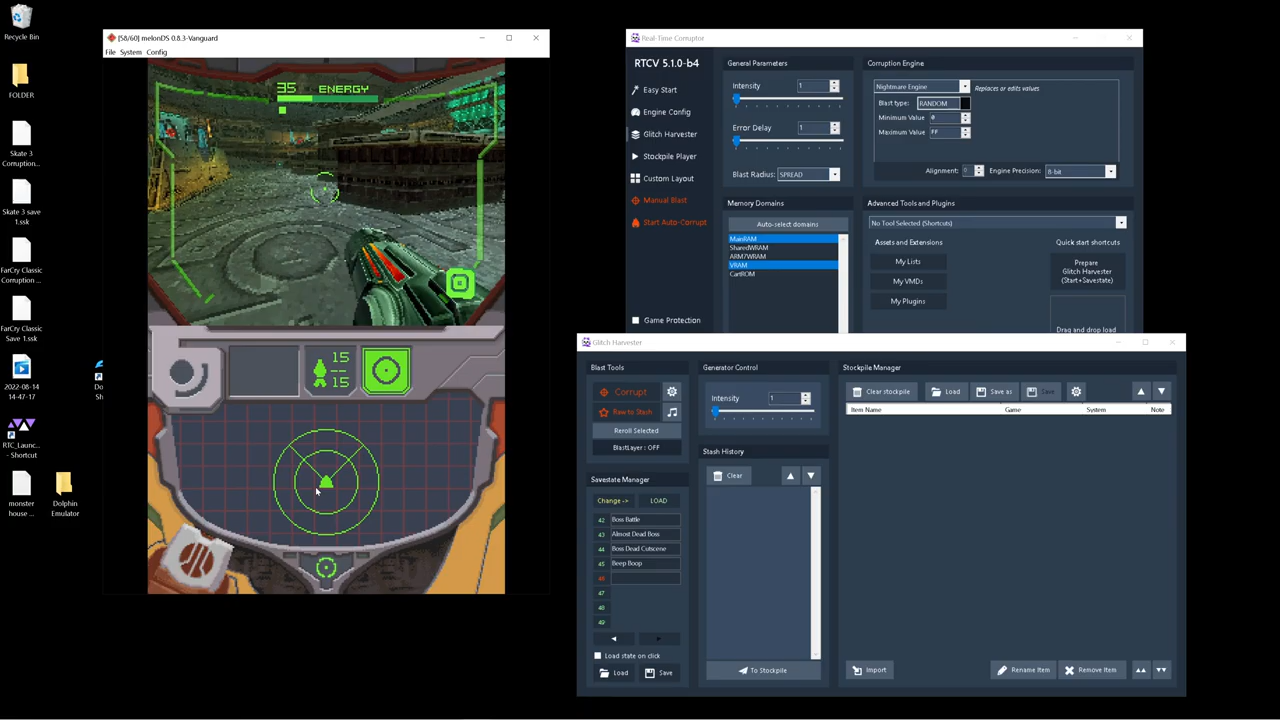 Recycle Bin
FOLDER
Skate 3
Corruption...
Skate 3 save
1.ssk
FarCry Classic
Corruption ...
FarCry Classic
Save 1.ssk
2022-08-14
14-47-17
Do
Sh
RTC_Launc...
- Shortcut
monster
house ...
Dolphin
Emulator
[58/60] melonDS 0.8.3-Vanguard
File System Config
35 ENERGY
15
--
15
Real-Time Corruptor
RTCV 5.1.0-b4
Easy Start
Engine Config
Glitch Harvester
Stockpile Player
Custom Layout
Manual Blast
Start Auto-Corrupt
Game Protection
General Parameters
Intensity 1
Error Delay 1
Blast Radius: SPREAD
Memory Domains
Auto-select domains
MainRAM
SharedWRAM
ARM7WRAM
VRAM
CartROM
Corruption Engine
Nightmare Engine Replaces or edits values
Blast type: RANDOM
Minimum Value 0
Maximum Value FF
Alignment: 0 Engine Precision: 8-bit
Advanced Tools and Plugins
No Tool Selected (Shortcuts)
Assets and Extensions
My Lists
My VMDs
My Plugins
Quick start shortcuts
Prepare
Glitch Harvester
(Start+Savestate)
Drag and drop load
Glitch Harvester
Blast Tools
Corrupt
Raw to Stash
Reroll Selected
BlastLayer : OFF
Savestate Manager
Change -> LOAD
42 Boss Battle
43 Almost Dead Boss
44 Boss Dead Cutscene
45 Beep Boop
46
47
48
49
Load state on click
Load Save
Generator Control
Intensity 1
Stash History
Clear
To Stockpile
Stockpile Manager
Clear stockpile Load Save as Save
Item Name Game System Note
Import Rename Item Remove Item